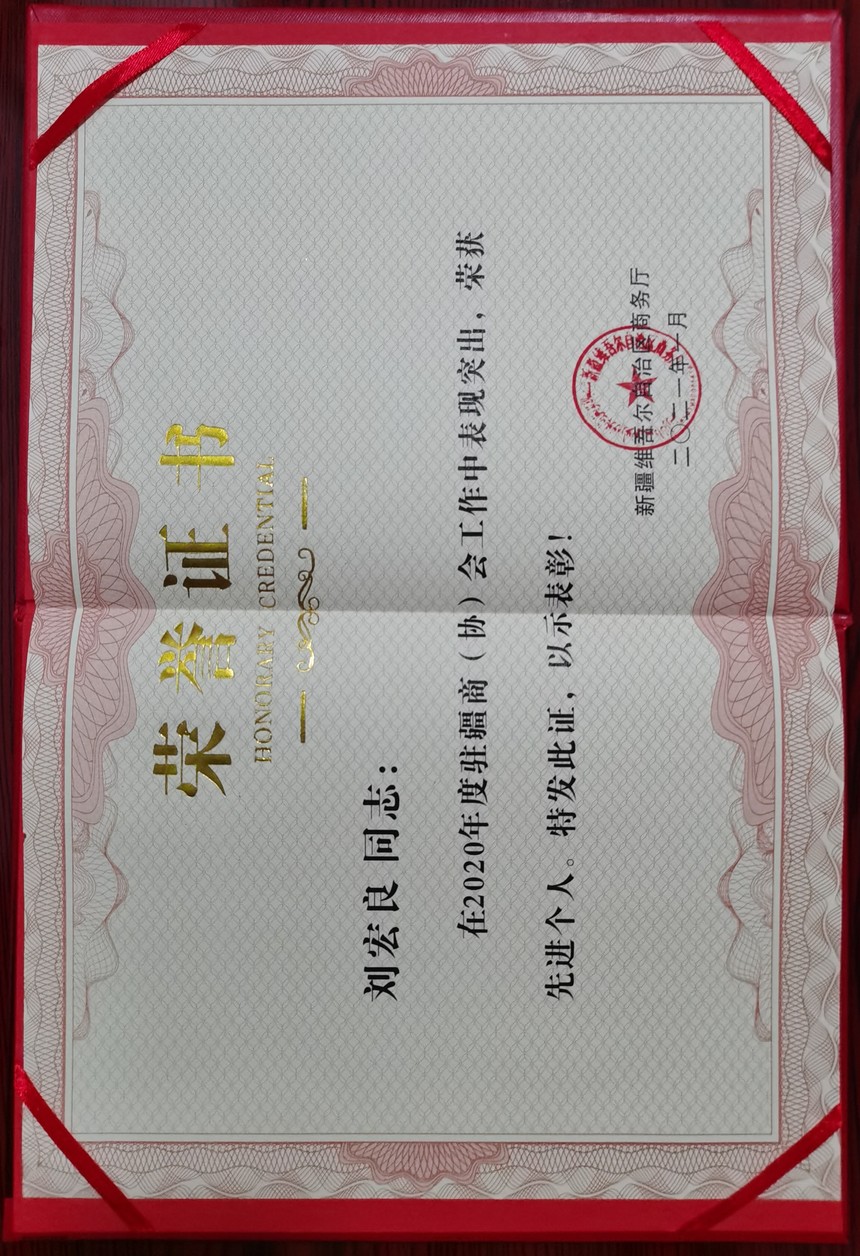 荣誉证书
HONORARY CREDENTIAL
刘宏良 同志：
在2020年度驻疆商（协）会工作中表现突出，荣获
先进个人。特发此证，以示表彰！
新疆维吾尔自治区商务厅
二〇二一年一月